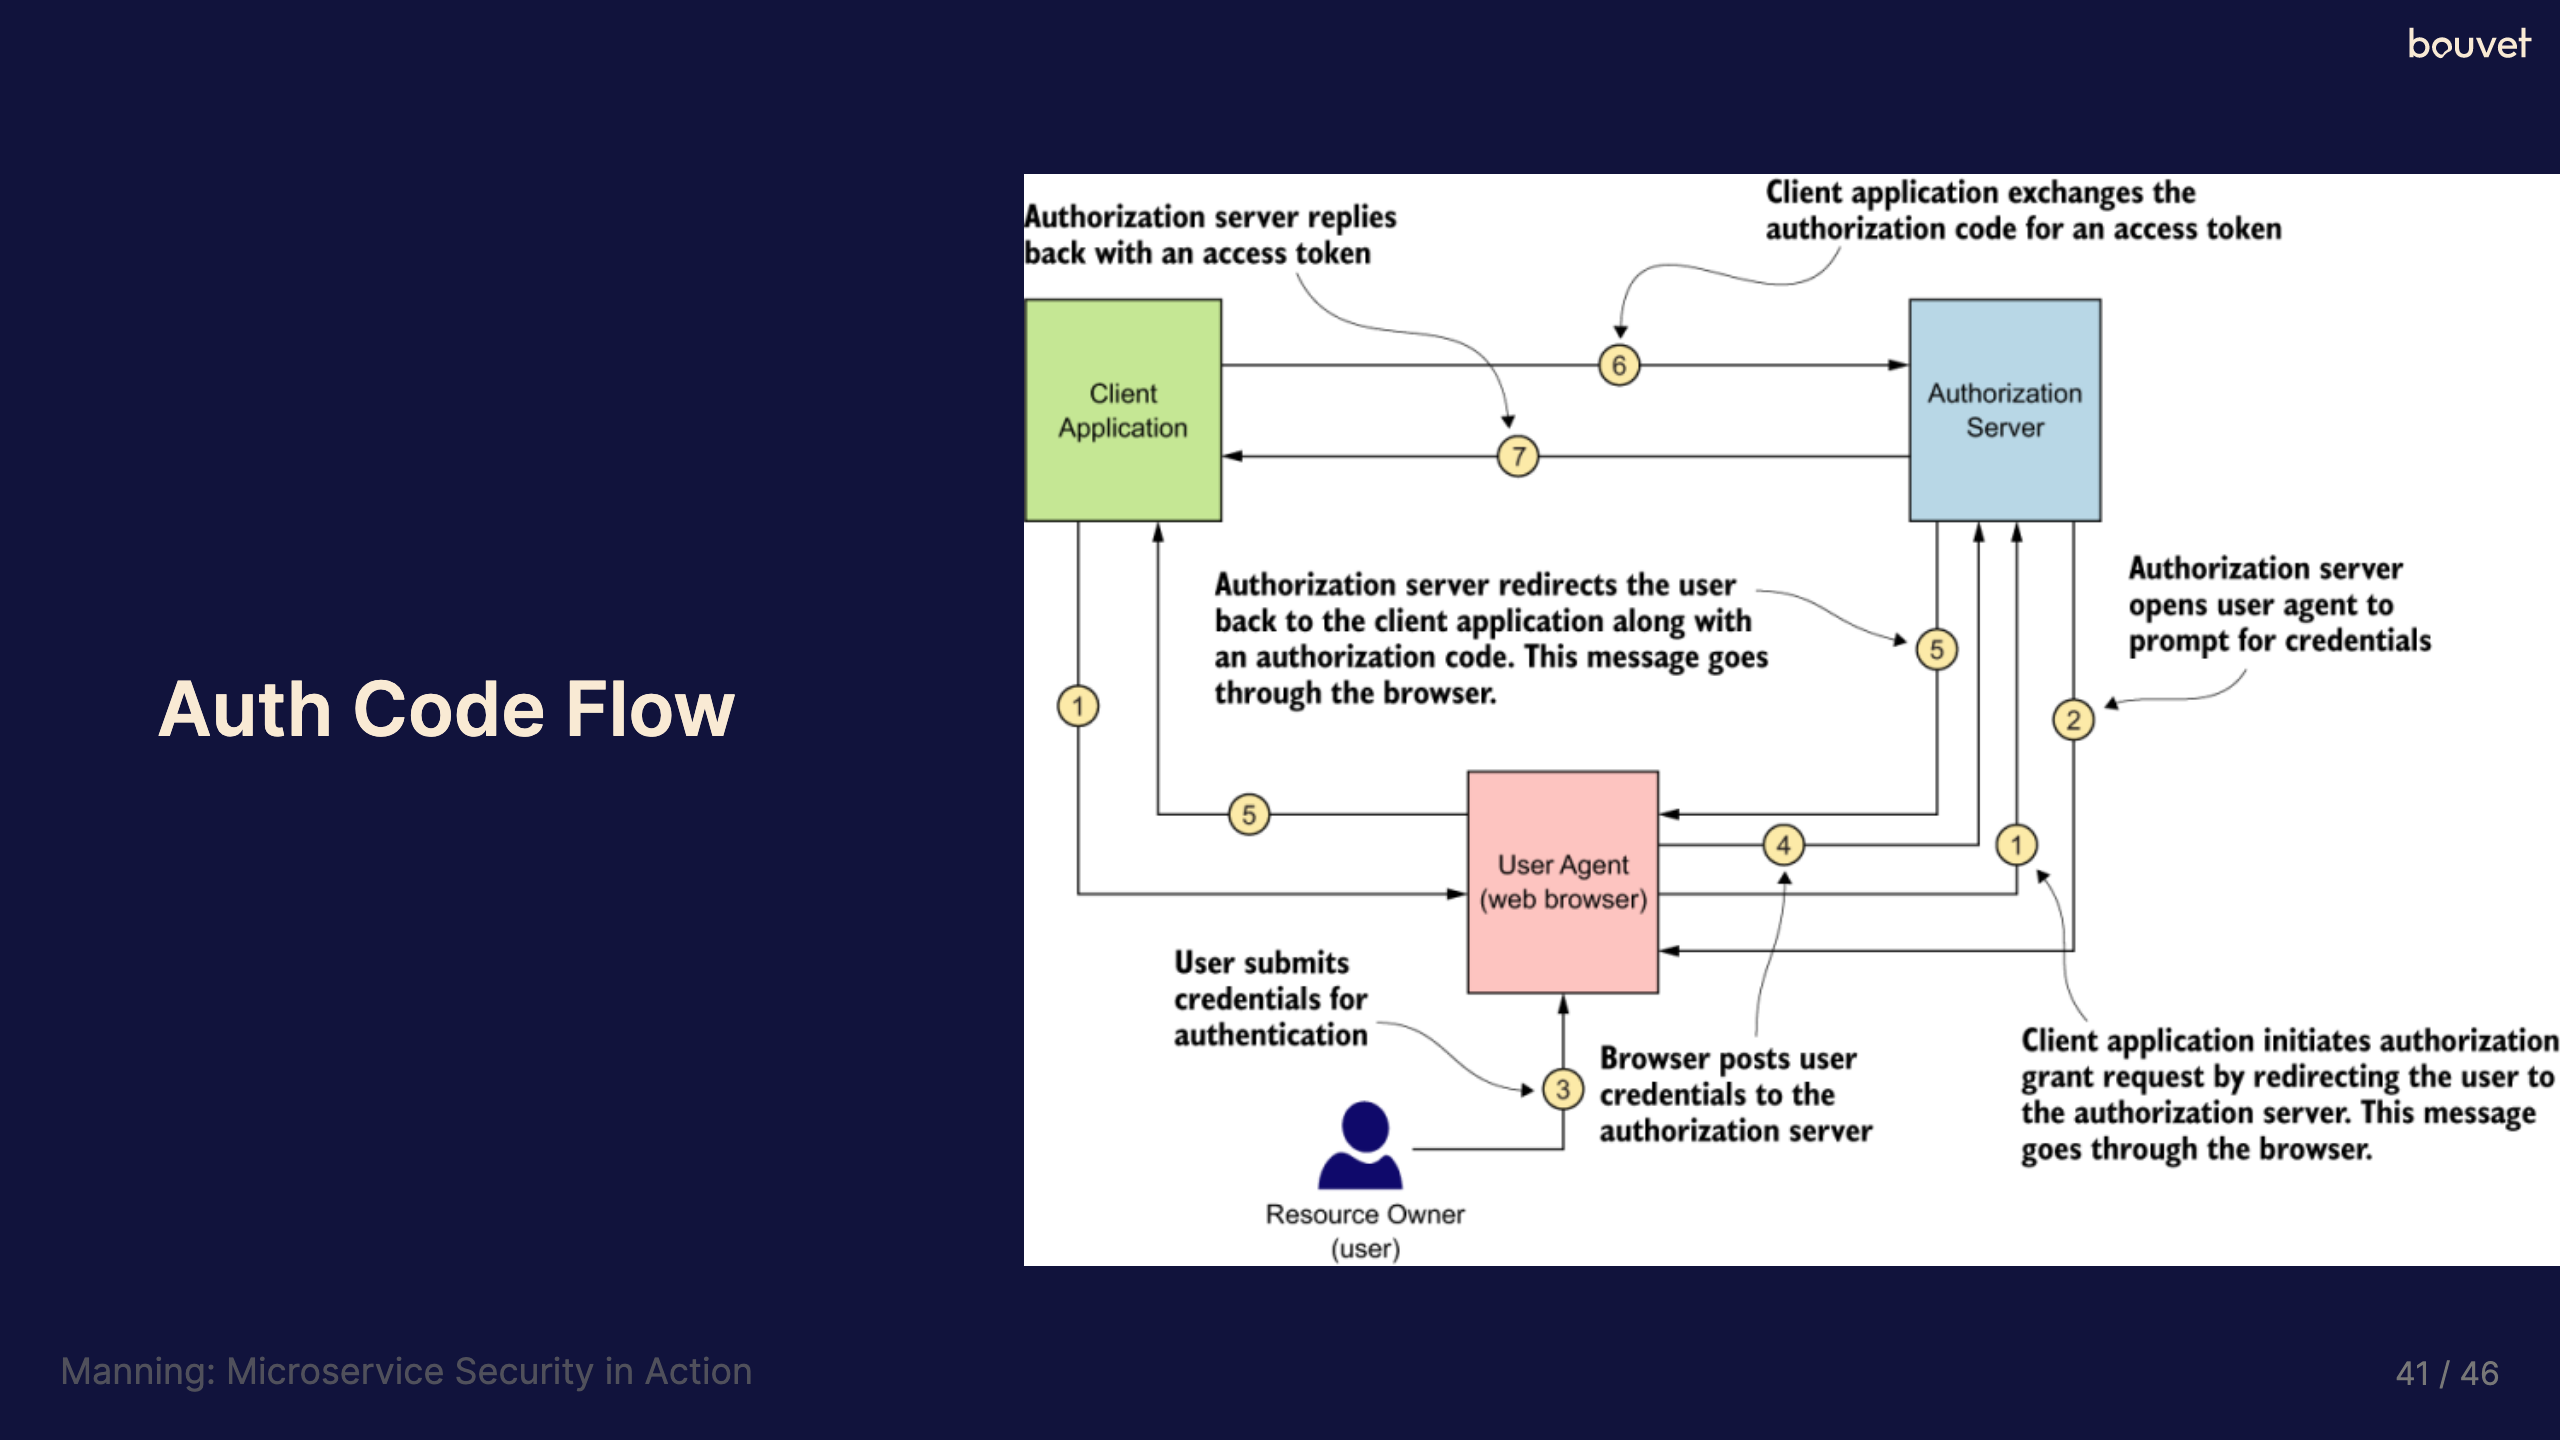 bouvet
Auth Code Flow
Authorization server replies
back with an access token
Client application exchanges the
authorization code for an access token
Client
Application
6
Authorization
Server
7
Authorization server redirects the user
back to the client application along with
an authorization code. This message goes
through the browser.
5
Authorization server
opens user agent to
prompt for credentials
1
2
5
User Agent
(web browser)
4
1
User submits
credentials for
authentication
3
Browser posts user
credentials to the
authorization server
Client application initiates authorization
grant request by redirecting the user to
the authorization server. This message
goes through the browser.
Resource Owner
(user)
Manning: Microservice Security in Action
41 / 46